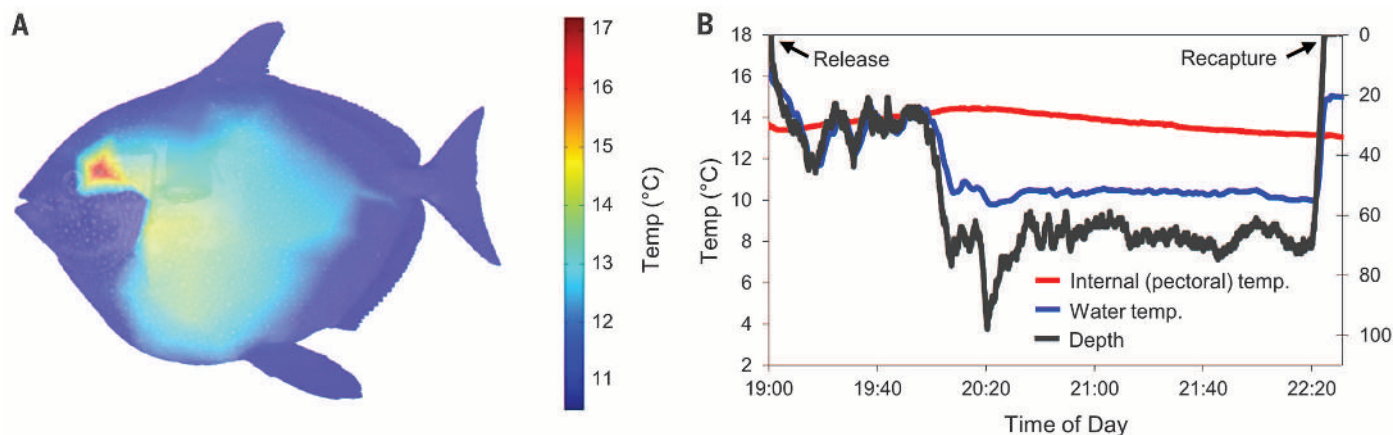 A
17
16
15
14
13
12
11
Temp (°C)
B
18
16
14
12
10
8
6
4
2
Temp (°C)
Release
Recapture
0
20
40
60
80
100
Internal (pectoral) temp.
Water temp.
Depth
19:00 19:40 20:20 21:00 21:40 22:20
Time of Day